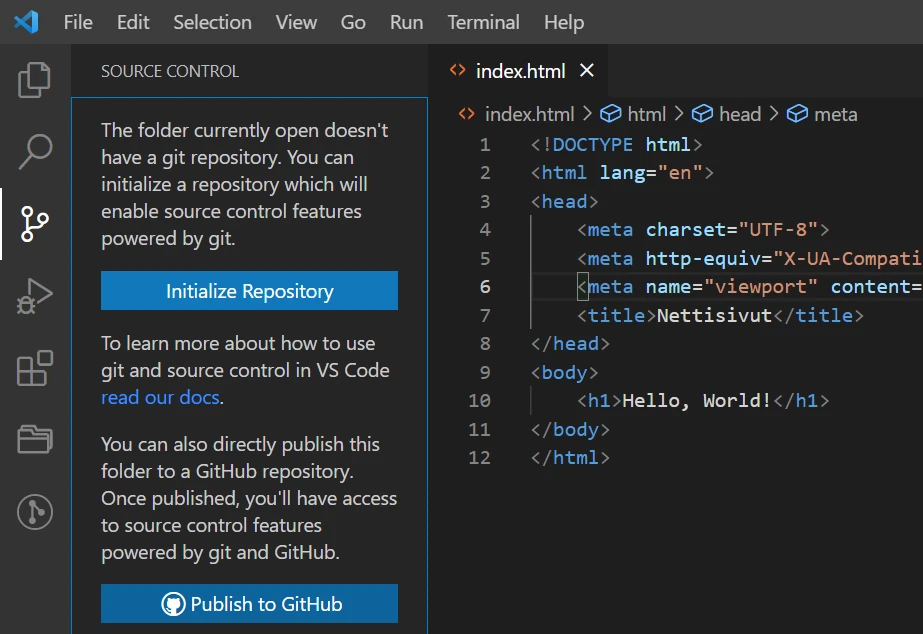 File Edit Selection View Go Run Terminal Help
SOURCE CONTROL
The folder currently open doesn't
have a git repository. You can
initialize a repository which will
enable source control features
powered by git.
Initialize Repository
To learn more about how to use
git and source control in VS Code
read our docs.
You can also directly publish this
folder to a GitHub repository.
Once published, you'll have access
to source control features
powered by git and GitHub.
Publish to GitHub
index.html
index.html > html > head > meta
1 <!DOCTYPE html>
2 <html lang="en">
3 <head>
4 <meta charset="UTF-8">
5 <meta http-equiv="X-UA-Compati
6 <meta name="viewport" content=
7 <title>Nettisivut</title>
8 </head>
9 <body>
10 <h1>Hello, World!</h1>
11 </body>
12 </html>